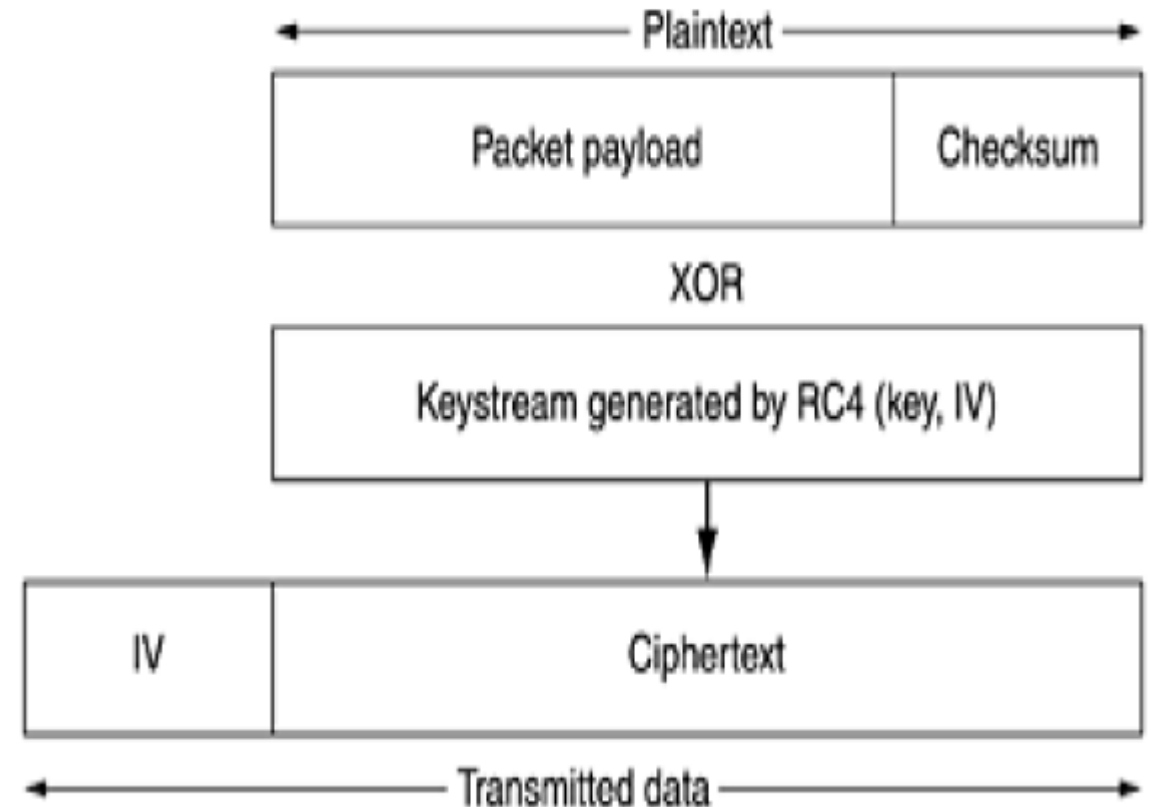 Plaintext
Packet payload
Checksum
XOR
Keystream generated by RC4 (key, IV)
IV
Ciphertext
Transmitted data